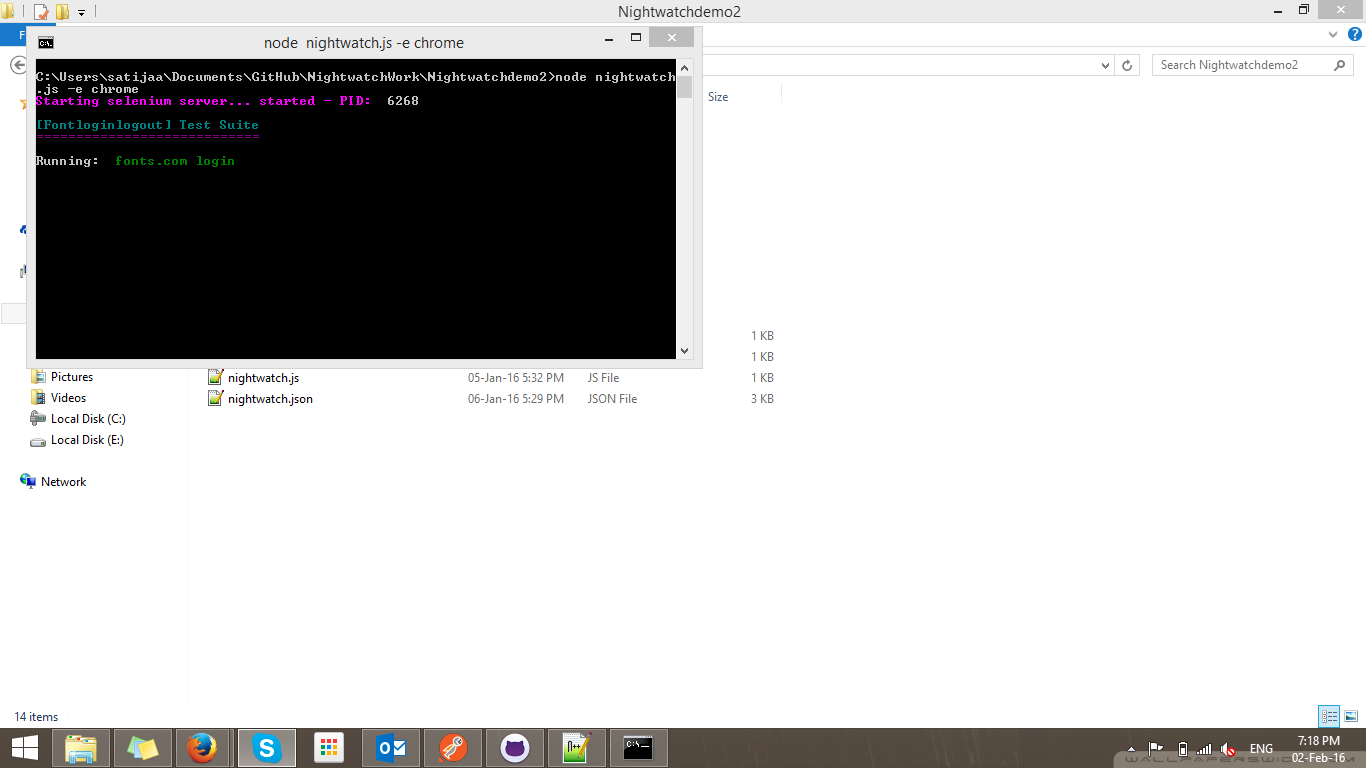 Nightwatchdemo2
F
node  nightwatch.js -e chrome
C:\Users\satijaa\Documents\GitHub\NightwatchWork\Nightwatchdemo2>node nightwatch
.js -e chrome
Starting selenium server... started - PID:  6268
[Fontloginlogout] Test Suite
============================
Running:  fonts.com login
Search Nightwatchdemo2
Size
1 KB
1 KB
Pictures
nightwatch.js 05-Jan-16 5:32 PM JS File 1 KB
Videos
nightwatch.json 06-Jan-16 5:29 PM JSON File 3 KB
Local Disk (C:)
Local Disk (E:)
Network
14 items
ENG
7:18 PM
02-Feb-16